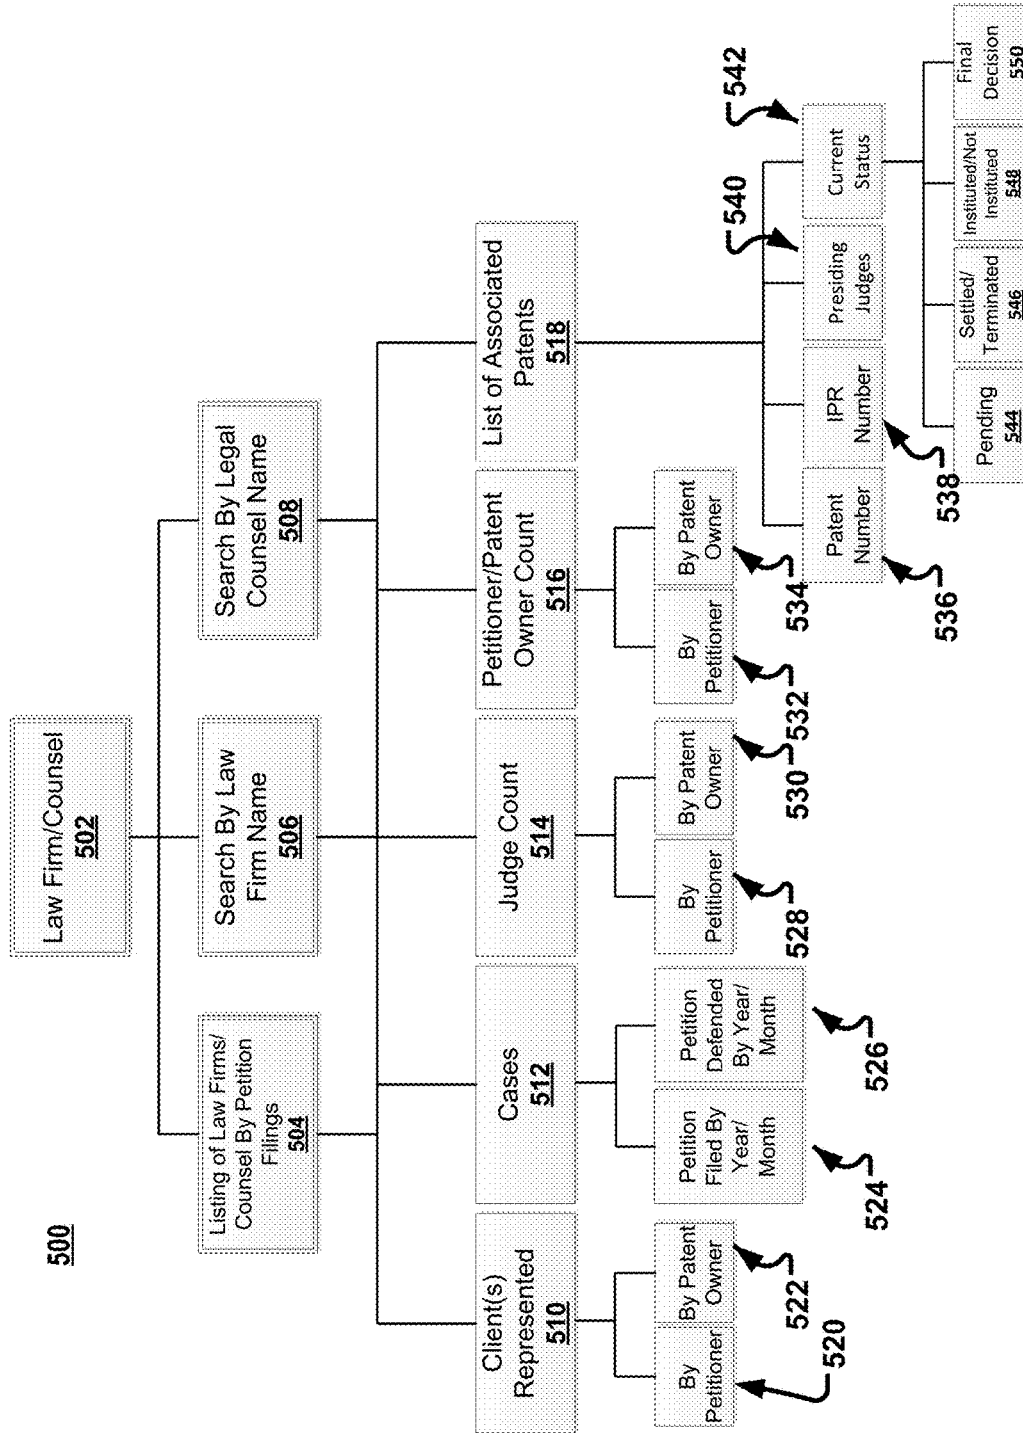 500
Law Firm/Counsel
502
Listing of Law Firms/
Counsel By Petition
Filings
504
Search By Law
Firm Name
506
Search By Legal
Counsel Name
508
Client(s)
Represented
510
Cases
512
Judge Count
514
Petitioner/Patent
Owner Count
516
List of Associated
Patents
518
By
Petitioner
520
By Patent
Owner
522
Petition
Filed By
Year/
Month
524
Petition
Defended
By Year/
Month
526
By
Petitioner
528
By Patent
Owner
530
By
Petitioner
532
By Patent
Owner
534
Patent
Number
536
IPR
Number
538
Presiding
Judges
540
Current
Status
542
Pending
544
Settled/
Terminated
546
Instituted/Not
Instituted
548
Final
Decision
550